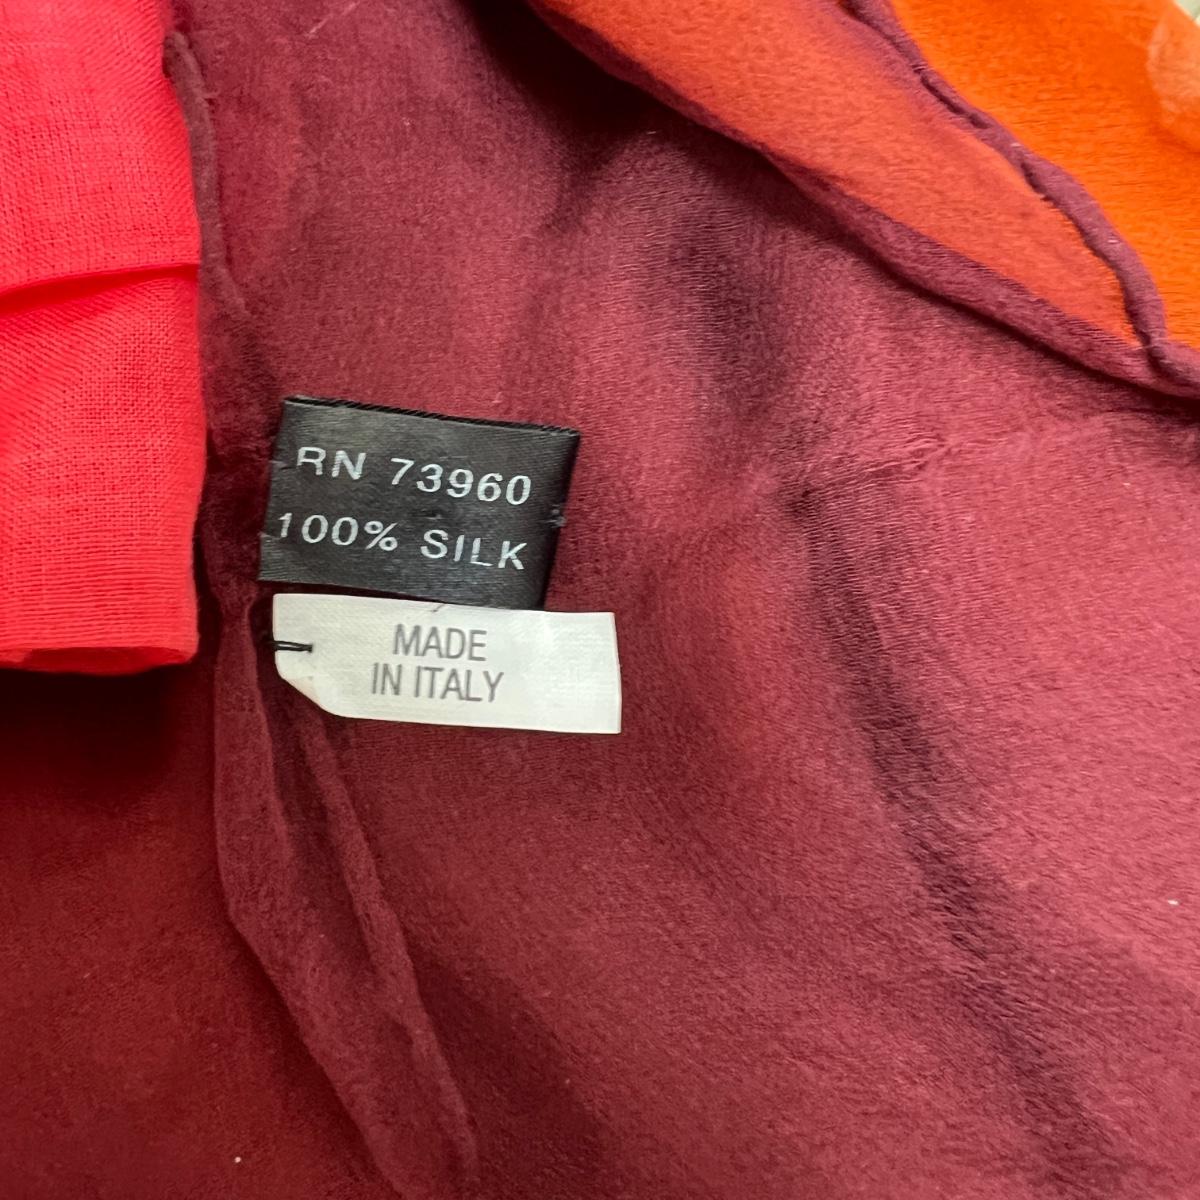 RN 73960
100% SILK
MADE
IN ITALY